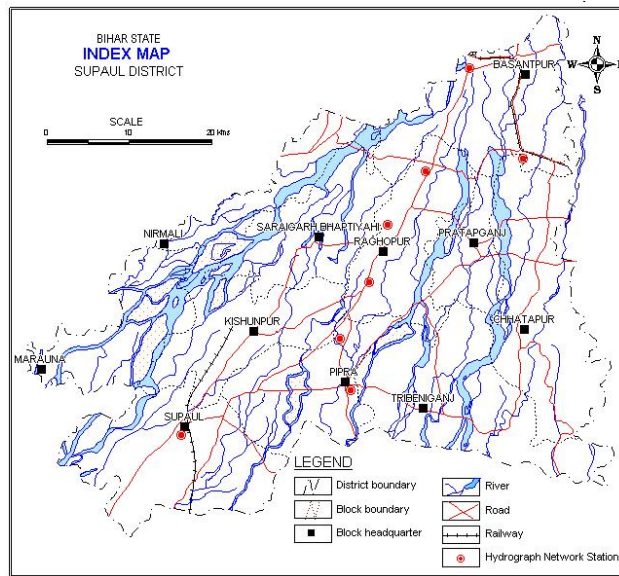 BIHAR STATE
INDEX MAP
SUPAUL DISTRICT
SCALE
0 10 20 kms
N
W
S
BASANTPUR
NIRMALI
SARAIGARH BHAPTIYAHI
RAGHOPUR
PRATAPGANJ
KISHUNPUR
CHHATAPUR
MARAUNA
PIPRA
TRIBENIGANJ
SUPAUL
LEGEND
District boundary
River
Block boundary
Road
Block headquarter
Railway
Hydrograph Network Station